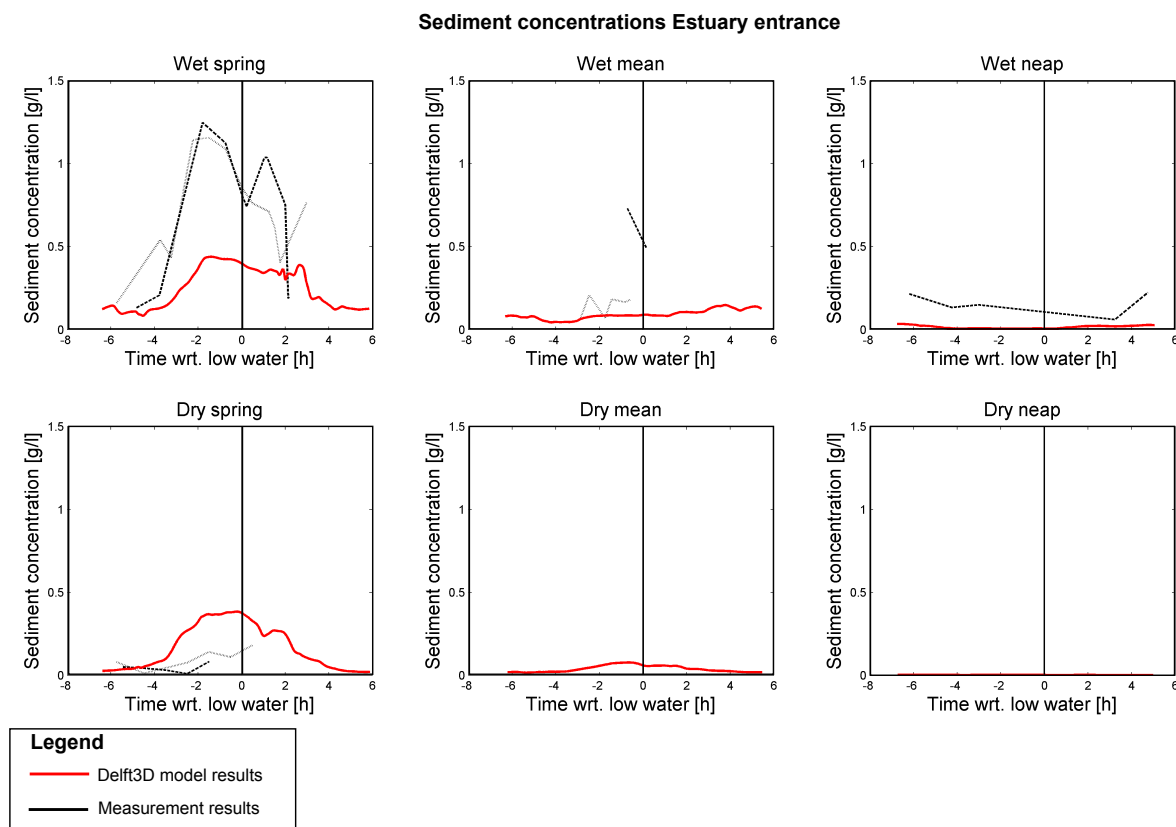 Sediment concentrations Estuary entrance
Wet spring
Sediment concentration [g/l]
1.5
1
0.5
0
-8 -6 -4 -2 0 2 4 6
Time wrt. low water [h]
Wet mean
Sediment concentration [g/l]
1.5
1
0.5
0
-8 -6 -4 -2 0 2 4 6
Time wrt. low water [h]
Wet neap
Sediment concentration [g/l]
1.5
1
0.5
0
-8 -6 -4 -2 0 2 4 6
Time wrt. low water [h]
Dry spring
Sediment concentration [g/l]
1.5
1
0.5
0
-8 -6 -4 -2 0 2 4 6
Time wrt. low water [h]
Dry mean
Sediment concentration [g/l]
1.5
1
0.5
0
-8 -6 -4 -2 0 2 4 6
Time wrt. low water [h]
Dry neap
Sediment concentration [g/l]
1.5
1
0.5
0
-8 -6 -4 -2 0 2 4 6
Time wrt. low water [h]
Legend
Delft3D model results
Measurement results